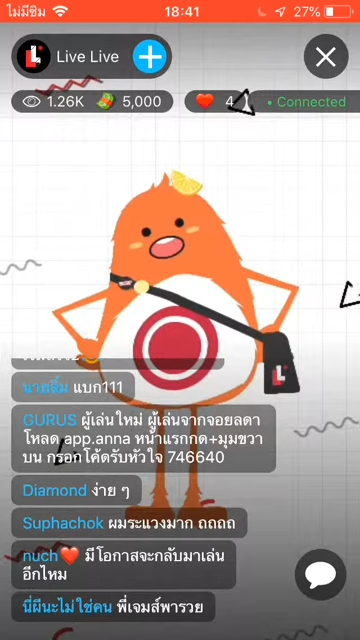 ไม่มีซิม
18:41
27%
Live Live
1.26K
5,000
• Connected
นายลิ้ม แบก111
GURUS ผู้เล่นใหม่ ผู้เล่นจากจอยลดา
โหลด app.anna หน้าแรกกด+มุมขวา
บน กรอกโค้ดรับหัวใจ 746640
Diamond ง่าย ๆ
Suphachok ผมระแวงมาก ถถถถ
nuch❤️ มีโอกาสจะกลับมาเล่น
อีกไหม
นี่ผีนะไม่ใช่คน พี่เจมส์พารวย